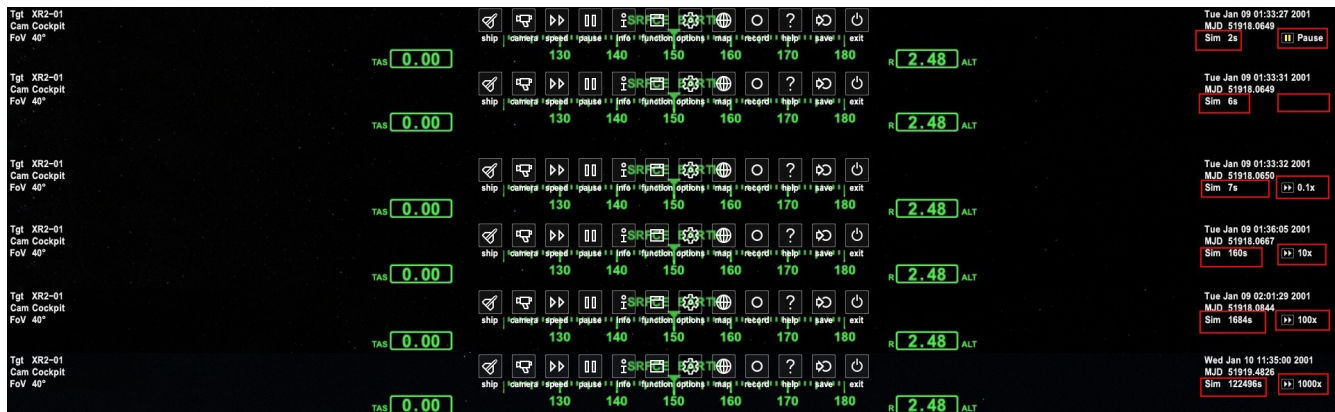 Tgt XR2-01
Cam Cockpit
FoV 40°
ship camera speed pause info function options map record help save exit
130 140 150 160 170 180
TAS 0.00
R 2.48 ALT
Tue Jan 09 01:33:27 2001
MJD 51918.0649
Sim 2s Pause
Tgt XR2-01
Cam Cockpit
FoV 40°
ship camera speed pause info function options map record help save exit
130 140 150 160 170 180
TAS 0.00
R 2.48 ALT
Tue Jan 09 01:33:31 2001
MJD 51918.0649
Sim 6s
Tgt XR2-01
Cam Cockpit
FoV 40°
ship camera speed pause info function options map record help save exit
130 140 150 160 170 180
TAS 0.00
R 2.48 ALT
Tue Jan 09 01:33:32 2001
MJD 51918.0650
Sim 7s 0.1x
Tgt XR2-01
Cam Cockpit
FoV 40°
ship camera speed pause info function options map record help save exit
130 140 150 160 170 180
TAS 0.00
R 2.48 ALT
Tue Jan 09 01:36:05 2001
MJD 51918.0667
Sim 160s 10x
Tgt XR2-01
Cam Cockpit
FoV 40°
ship camera speed pause info function options map record help save exit
130 140 150 160 170 180
TAS 0.00
R 2.48 ALT
Tue Jan 09 02:01:29 2001
MJD 51918.0844
Sim 1684s 100x
Tgt XR2-01
Cam Cockpit
FoV 40°
ship camera speed pause info function options map record help save exit
130 140 150 160 170 180
TAS 0.00
R 2.48 ALT
Wed Jan 10 11:35:00 2001
MJD 51919.4826
Sim 122496s 1000x